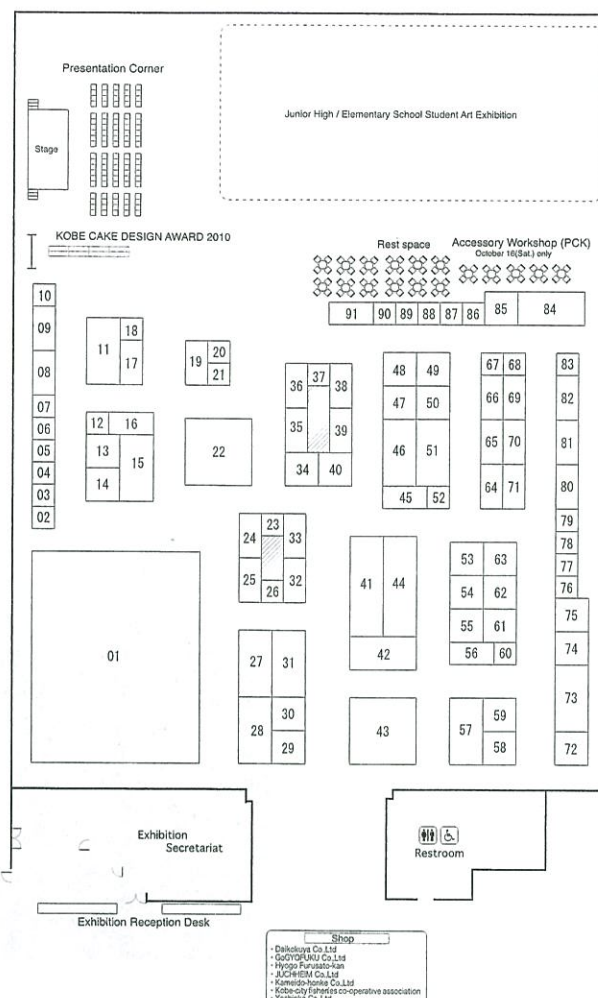 Presentation Corner
Junior High / Elementary School Student Art Exhibition
Stage
KOBE CAKE DESIGN AWARD 2010
Rest space
Accessory Workshop (PCK)
October 16(Sat.) only
91 90 89 88 87 86 85 84
10
09
08
07
06
05
04
03
02
11 18
17
12 16
13 15
14
19 20
21
22
36 37 38
35 39
34 40
48 49
47 50
46 51
45 52
67 68
66 69
65 70
64 71
83
82
81
80
79
78
77
76
75
74
73
72
23
24 33
25 32
26
01
27 31
28 30
29
41 44
42
43
53 63
54 62
55 61
56 60
57 59
58
Exhibition
Secretariat
Restroom
Exhibition Reception Desk
Shop
- Daikokuya Co.,Ltd
- GoGYOFUKU Co.,Ltd
- Hyogo Furusato-kan
- JUCHHEIM Co.,Ltd
- Kameido-honke Co.,Ltd
- Kobe-city fisheries co-operative association